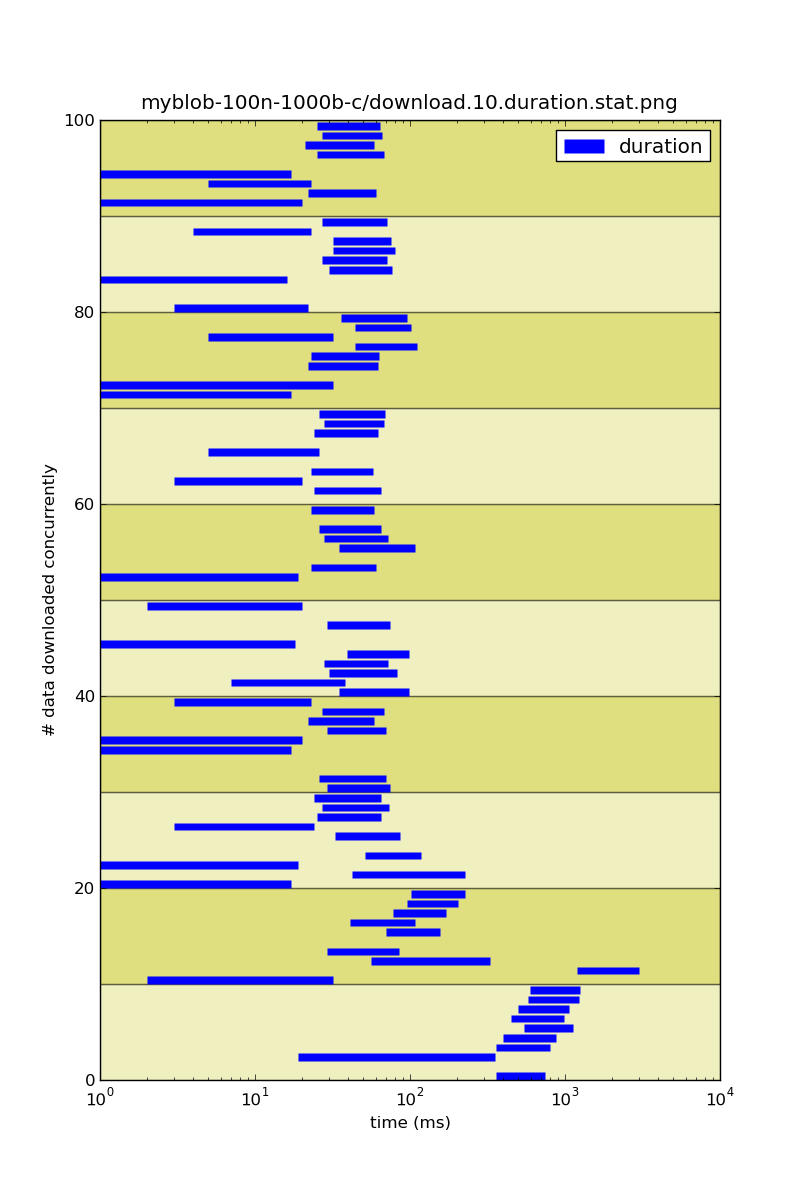 myblob-100n-1000b-c/download.10.duration.stat.png
duration
100
80
60
40
20
0
# data downloaded concurrently
10⁰ 10¹ 10² 10³ 10⁴
time (ms)